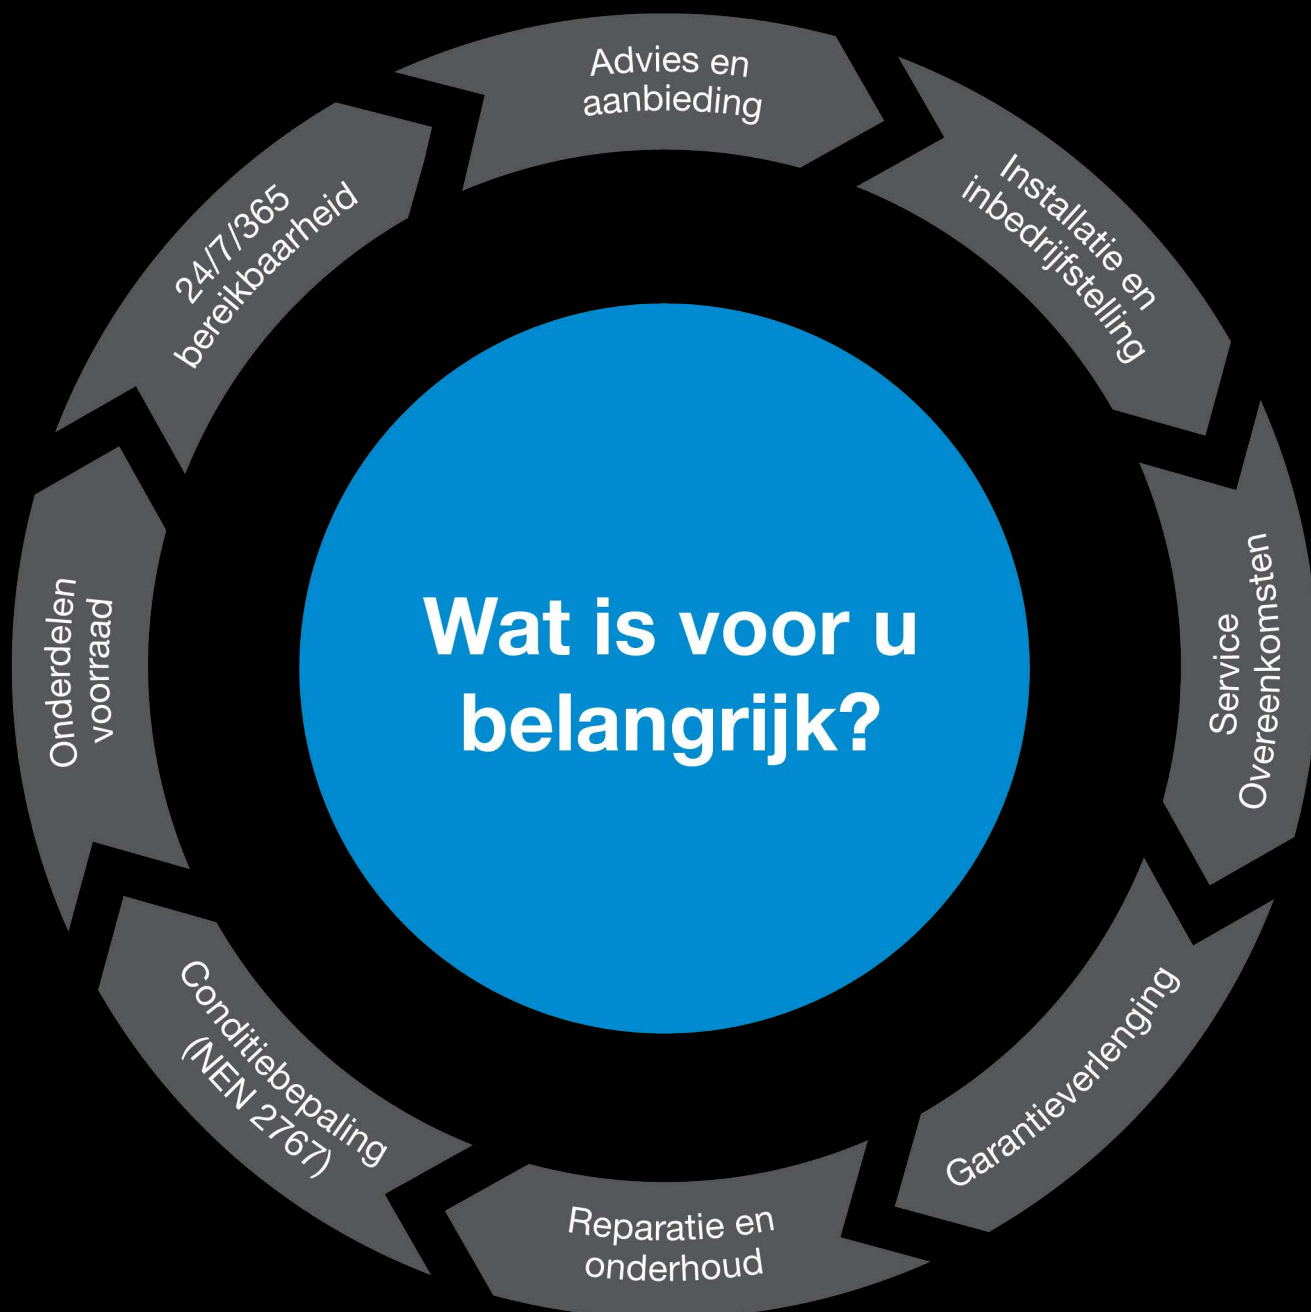 Advies en
aanbieding
Installatie en
inbedrijfstelling
Service
Overeenkomsten
Garantieverlenging
Reparatie en
onderhoud
Conditiebepaling
(NEN 2767)
Onderdelen
voorraad
24/7/365
bereikbaarheid
Wat is voor u
belangrijk?